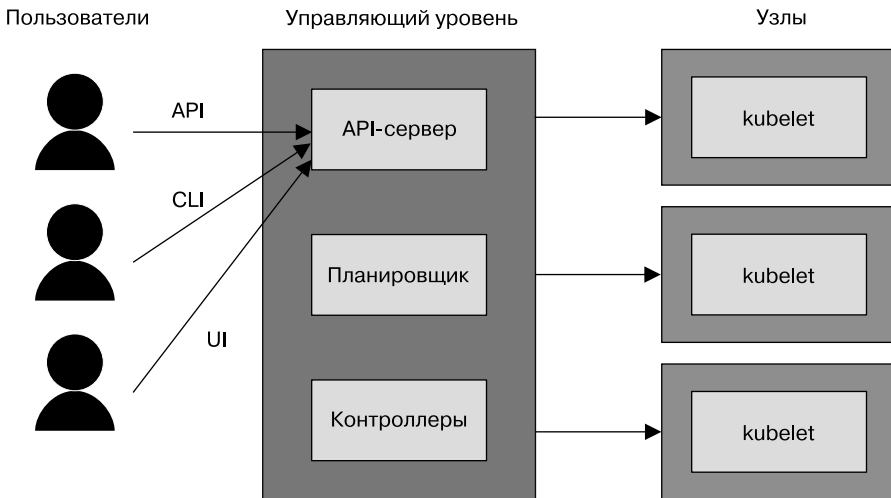 Пользователи
Управляющий уровень
Узлы
API
CLI
UI
API-сервер
Планировщик
Контроллеры
kubelet
kubelet
kubelet